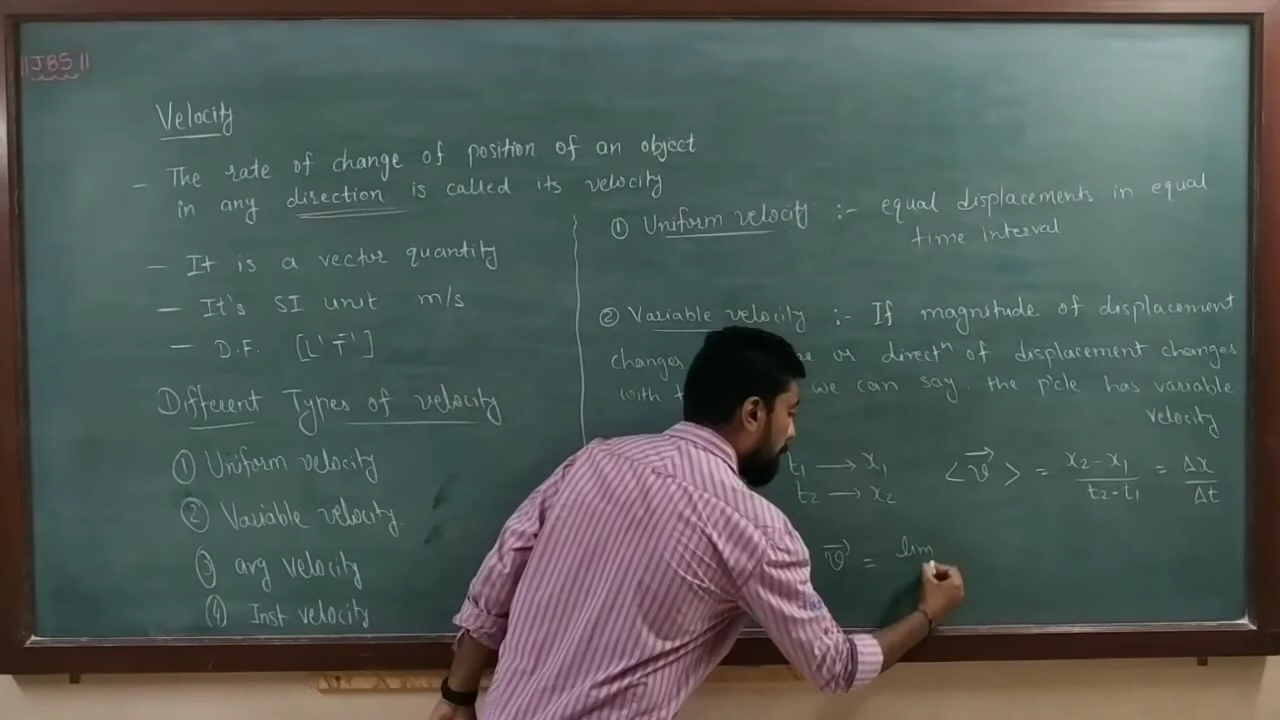 ||JBS||
Velocity
- The rate of change of position of an object
in any direction is called its velocity
- It is a vector quantity
- It's SI unit m/s
- D.F. [L¹ T⁻¹]
Different Types of velocity
① Uniform velocity
② Variable velocity.
③ avg velocity
④ Inst velocity
① Uniform velocity :- equal displacements in equal
time interval
② Variable velocity :- If magnitude of displacement
changes or directⁿ of displacement changes
with we can say the p'cle has variable
velocity
t₁ → x₁
t₂ → x₂
<v⃗> = x₂-x₁/t₂-t₁ = Δx/Δt
v⃗ = lim